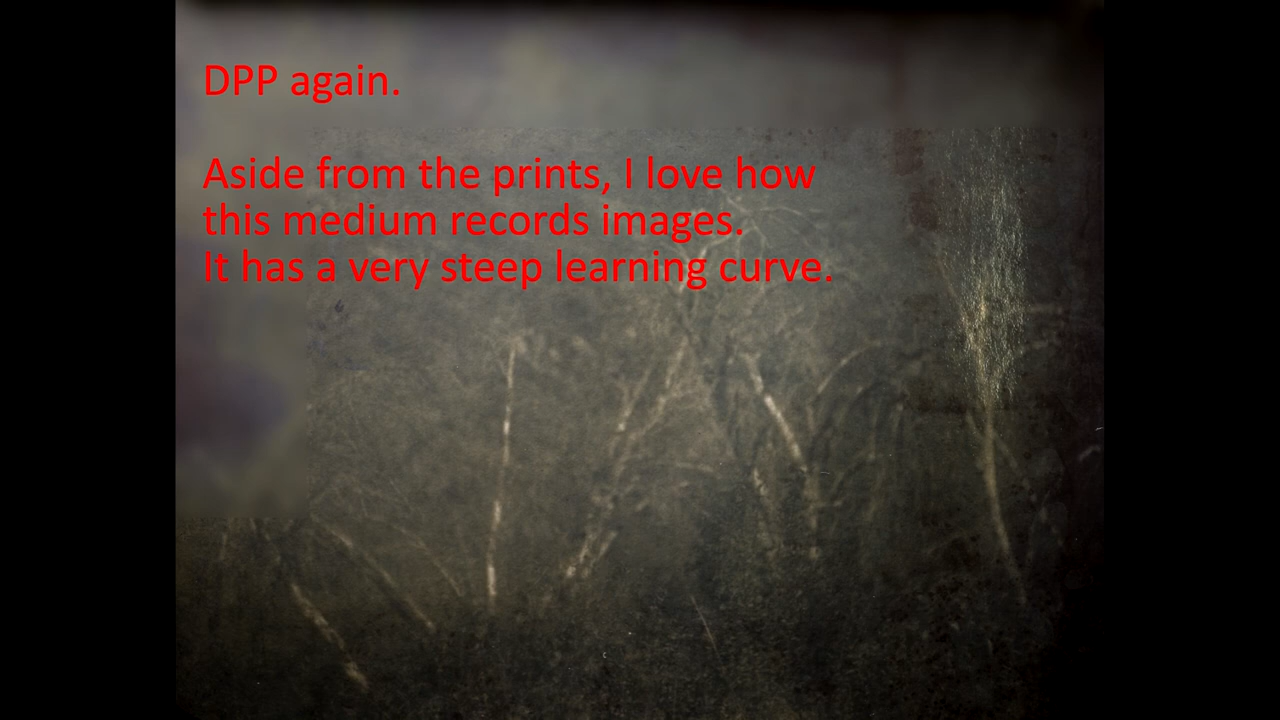 DPP again.
Aside from the prints, I love how
this medium records images.
It has a very steep learning curve.